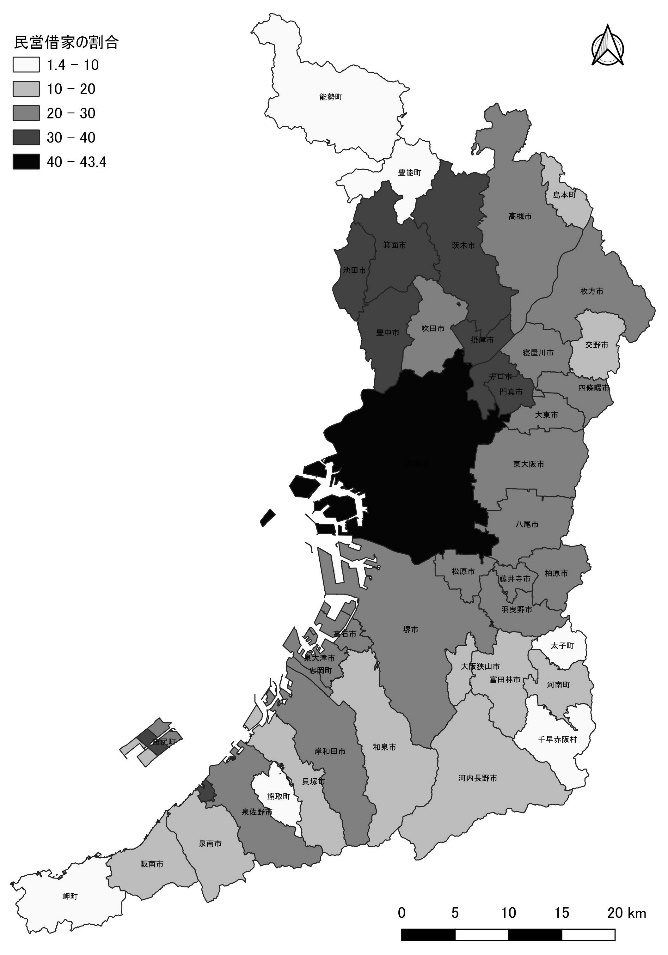 民営借家の割合
1.4 - 10
10 - 20
20 - 30
30 - 40
40 - 43.4
能勢町
豊能町
島本町
高槻市
箕面市
茨木市
池田市
枚方市
豊中市
吹田市
摂津市
交野市
寝屋川市
守口市
門真市
四條畷市
大東市
東大阪市
八尾市
松原市
藤井寺市
柏原市
羽曳野市
堺市
高石市
太子町
泉大津市
忠岡町
大阪狭山市
富田林市
河南町
千早赤阪村
岸和田市
和泉市
河内長野市
貝塚市
熊取町
泉佐野市
泉南市
阪南市
岬町
0 5 10 15 20 km